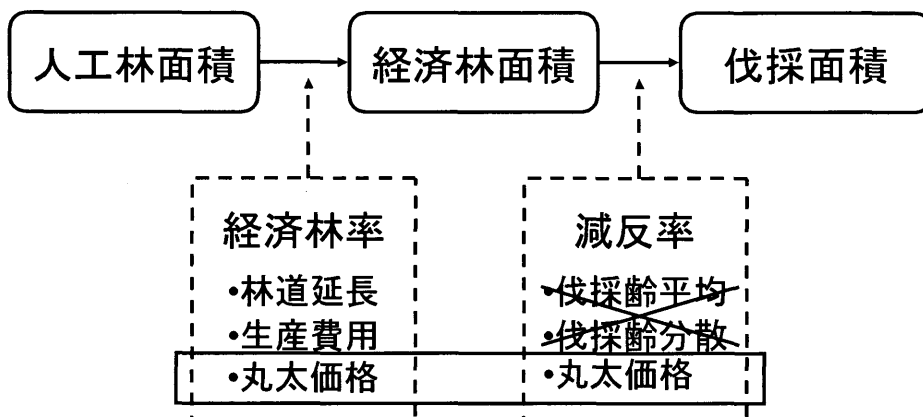 人工林面積
経済林面積
伐採面積
経済林率
•林道延長
•生産費用
•丸太価格
減反率
•伐採齢平均
•伐採齢分散
•丸太価格